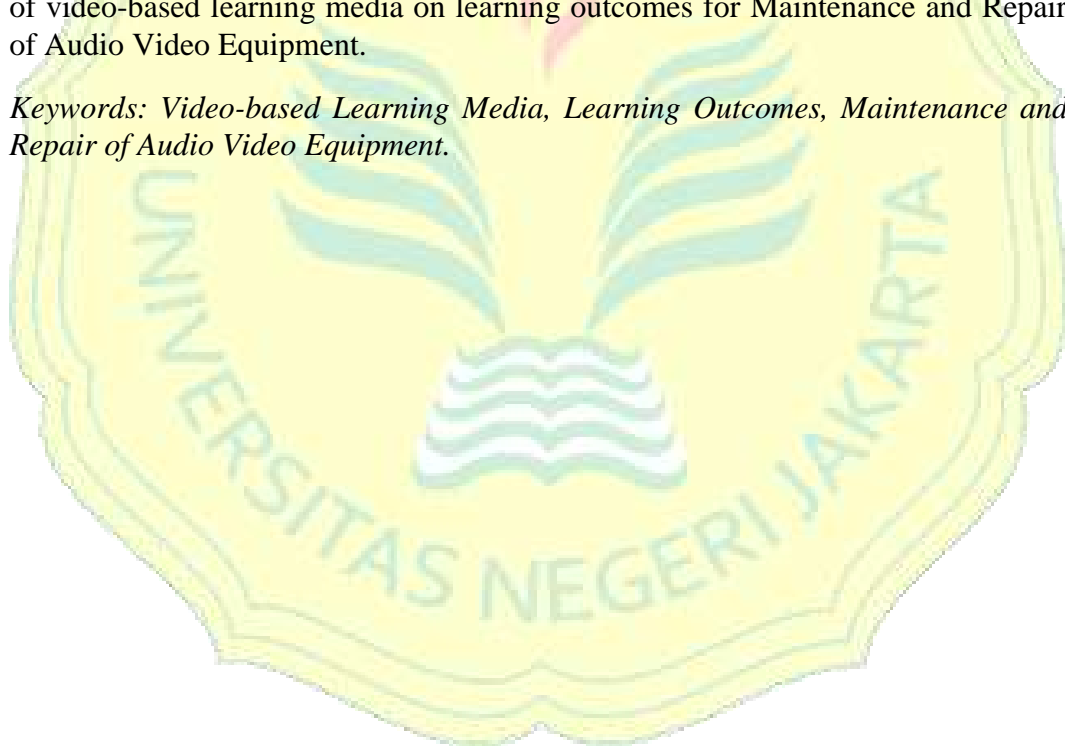 of video-based learning media on learning outcomes for Maintenance and Repair
of Audio Video Equipment.
Keywords: Video-based Learning Media, Learning Outcomes, Maintenance and
Repair of Audio Video Equipment.
UNIVERSITAS NEGERI JAKARTA